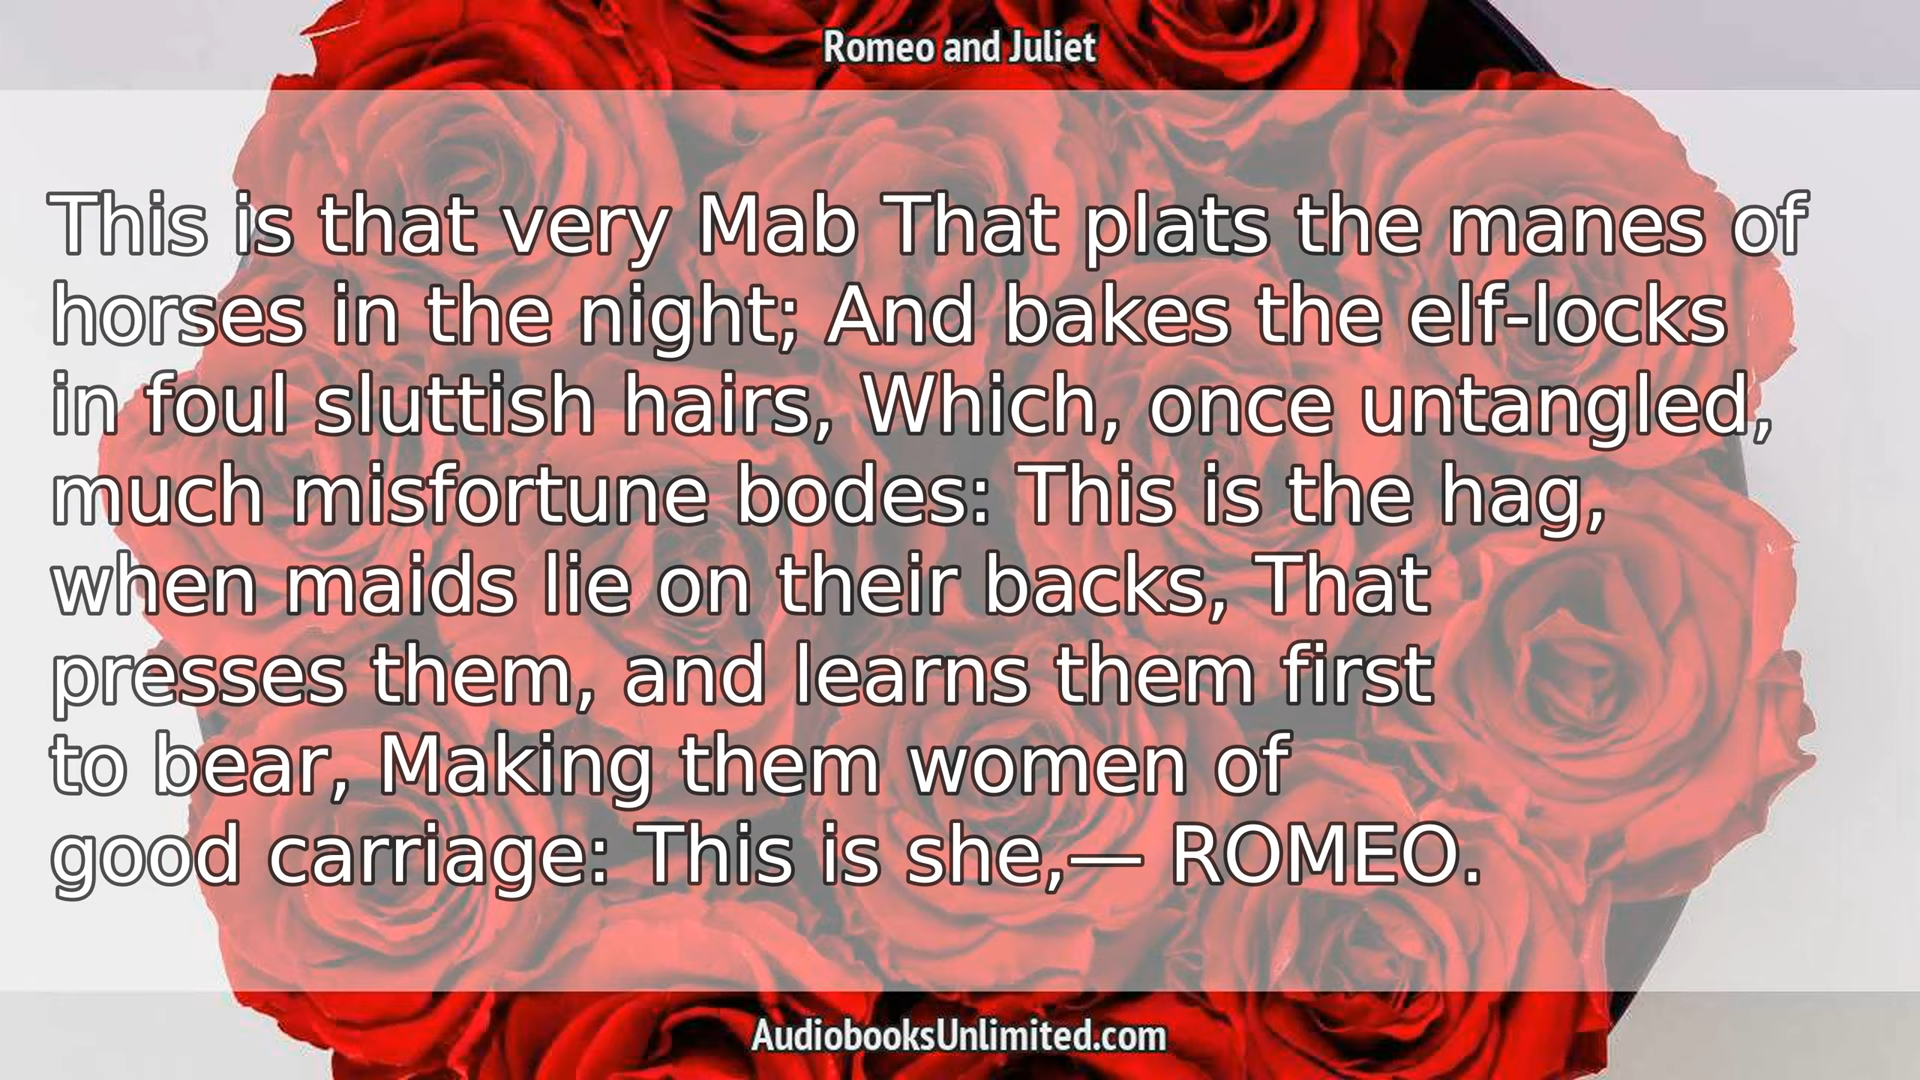 Romeo and Juliet
This is that very Mab That plats the manes of
horses in the night; And bakes the elf-locks
in foul sluttish hairs, Which, once untangled,
much misfortune bodes: This is the hag,
when maids lie on their backs, That
presses them, and learns them first
to bear, Making them women of
good carriage: This is she,— ROMEO.
AudiobooksUnlimited.com